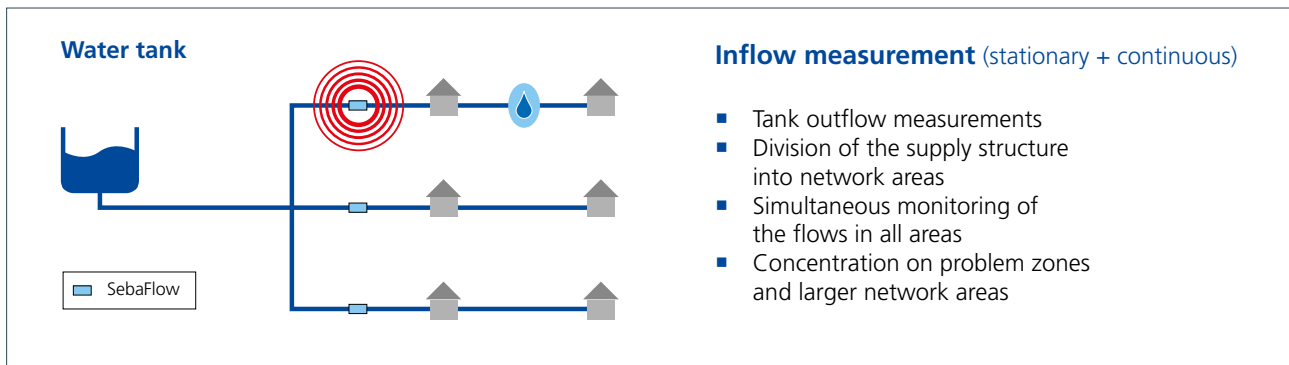 Water tank
SebaFlow
Inflow measurement (stationary + continuous)
▪ Tank outflow measurements
▪ Division of the supply structure
into network areas
▪ Simultaneous monitoring of
the flows in all areas
▪ Concentration on problem zones
and larger network areas